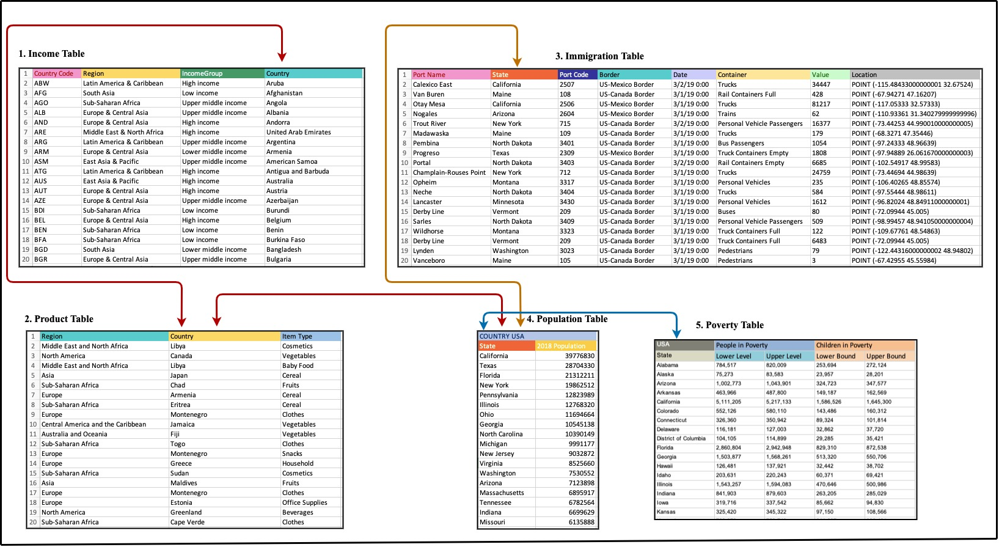 1. Income Table
1 Country Code Region IncomeGroup Country
2 ABW Latin America & Caribbean High income Aruba
3 AFG South Asia Low income Afghanistan
4 AGO Sub-Saharan Africa Upper middle income Angola
5 ALB Europe & Central Asia Upper middle income Albania
6 AND Europe & Central Asia High income Andorra
7 ARE Middle East & North Africa High income United Arab Emirates
8 ARG Latin America & Caribbean Upper middle income Argentina
9 ARM Europe & Central Asia Lower middle income Armenia
10 ASM East Asia & Pacific Upper middle income American Samoa
11 ATG Latin America & Caribbean High income Antigua and Barbuda
12 AUS East Asia & Pacific High income Australia
13 AUT Europe & Central Asia High income Austria
14 AZE Europe & Central Asia Upper middle income Azerbaijan
15 BDI Sub-Saharan Africa Low income Burundi
16 BEL Europe & Central Asia High income Belgium
17 BEN Sub-Saharan Africa Low income Benin
18 BFA Sub-Saharan Africa Low income Burkina Faso
19 BGD South Asia Lower middle income Bangladesh
20 BGR Europe & Central Asia Upper middle income Bulgaria
3. Immigration Table
1 Port Name State Port Code Border Date Container Value Location
2 Calexico East California 2507 US-Mexico Border 3/2/19 0:00 Trucks 34447 POINT (-115.48433000000001 32.67524)
3 Van Buren Maine 108 US-Canada Border 3/1/19 0:00 Rail Containers Full 428 POINT (-67.94271 47.16207)
4 Otay Mesa California 2506 US-Mexico Border 3/1/19 0:00 Trucks 81217 POINT (-117.05333 32.57333)
5 Nogales Arizona 2604 US-Mexico Border 3/1/19 0:00 Trains 62 POINT (-110.93361 31.340279999999996)
6 Trout River New York 715 US-Canada Border 3/2/19 0:00 Personal Vehicle Passengers 16377 POINT (-73.44253 44.990010000000005)
7 Madawaska Maine 109 US-Canada Border 3/1/19 0:00 Trucks 179 POINT (-68.3271 47.35446)
8 Pembina North Dakota 3401 US-Canada Border 3/1/19 0:00 Bus Passengers 1054 POINT (-97.24333 48.96639)
9 Progreso Texas 2309 US-Mexico Border 3/1/19 0:00 Truck Containers Empty 1808 POINT (-97.94889 26.061670000000003)
10 Portal North Dakota 3403 US-Canada Border 3/2/19 0:00 Rail Containers Empty 6685 POINT (-102.54917 48.99583)
11 Champlain-Rouses Point New York 712 US-Canada Border 3/1/19 0:00 Trucks 24759 POINT (-73.44694 44.98639)
12 Opheim Montana 3317 US-Canada Border 3/1/19 0:00 Personal Vehicles 235 POINT (-106.40265 48.85574)
13 Neche North Dakota 3404 US-Canada Border 3/1/19 0:00 Trucks 584 POINT (-97.55444 48.98611)
14 Lancaster Minnesota 3430 US-Canada Border 3/1/19 0:00 Personal Vehicles 1612 POINT (-96.82024 48.84911000000001)
15 Derby Line Vermont 209 US-Canada Border 3/1/19 0:00 Buses 80 POINT (-72.09944 45.005)
16 Sarles North Dakota 3409 US-Canada Border 3/1/19 0:00 Personal Vehicle Passengers 509 POINT (-98.99457 48.941050000000004)
17 Wildhorse Montana 3323 US-Canada Border 3/1/19 0:00 Truck Containers Full 122 POINT (-109.67761 48.54863)
18 Derby Line Vermont 209 US-Canada Border 3/1/19 0:00 Truck Containers Full 6483 POINT (-72.09944 45.005)
19 Lynden Washington 3023 US-Canada Border 3/1/19 0:00 Pedestrians 79 POINT (-122.44316000000002 48.94802)
20 Vanceboro Maine 105 US-Canada Border 3/1/19 0:00 Pedestrians 3 POINT (-67.42955 45.55984)
2. Product Table
1 Region Country Item Type
2 Middle East and North Africa Libya Cosmetics
3 North America Canada Vegetables
4 Middle East and North Africa Libya Baby Food
5 Asia Japan Cereal
6 Sub-Saharan Africa Chad Fruits
7 Europe Armenia Cereal
8 Sub-Saharan Africa Eritrea Cereal
9 Europe Montenegro Clothes
10 Central America and the Caribbean Jamaica Vegetables
11 Australia and Oceania Fiji Vegetables
12 Sub-Saharan Africa Togo Clothes
13 Europe Montenegro Snacks
14 Europe Greece Household
15 Sub-Saharan Africa Sudan Cosmetics
16 Asia Maldives Fruits
17 Europe Montenegro Clothes
18 Europe Estonia Office Supplies
19 North America Greenland Beverages
20 Sub-Saharan Africa Cape Verde Clothes
4. Population Table
COUNTRY USA
State 2018 Population
California 39776830
Texas 28704330
Florida 21312211
New York 19862512
Pennsylvania 12823989
Illinois 12768320
Ohio 11694664
Georgia 10545138
North Carolina 10390149
Michigan 9991177
New Jersey 9032872
Virginia 8525660
Washington 7530552
Arizona 7123898
Massachusetts 6895917
Tennessee 6782564
Indiana 6699629
Missouri 6135888
5. Poverty Table
USA People in Poverty Children in Poverty
State Lower Level Upper Level Lower Bound Upper Bound
Alabama 784,517 820,009 253,694 272,124
Alaska 75,273 83,583 23,957 28,201
Arizona 1,002,773 1,043,901 324,723 347,577
Arkansas 463,966 487,800 149,187 162,569
California 5,111,205 5,217,133 1,586,526 1,645,300
Colorado 552,126 580,110 143,486 160,312
Connecticut 326,360 350,942 89,324 101,814
Delaware 116,181 127,003 32,862 37,720
District of Columbia 104,105 114,899 29,285 35,421
Florida 2,860,804 2,942,948 829,310 872,538
Georgia 1,503,877 1,568,261 513,320 550,706
Hawaii 126,481 137,921 32,442 38,702
Idaho 203,631 220,243 60,371 69,421
Illinois 1,543,257 1,594,083 470,646 500,986
Indiana 841,903 879,603 263,205 285,029
Iowa 319,716 337,542 85,662 94,830
Kansas 325,420 345,322 97,150 108,566